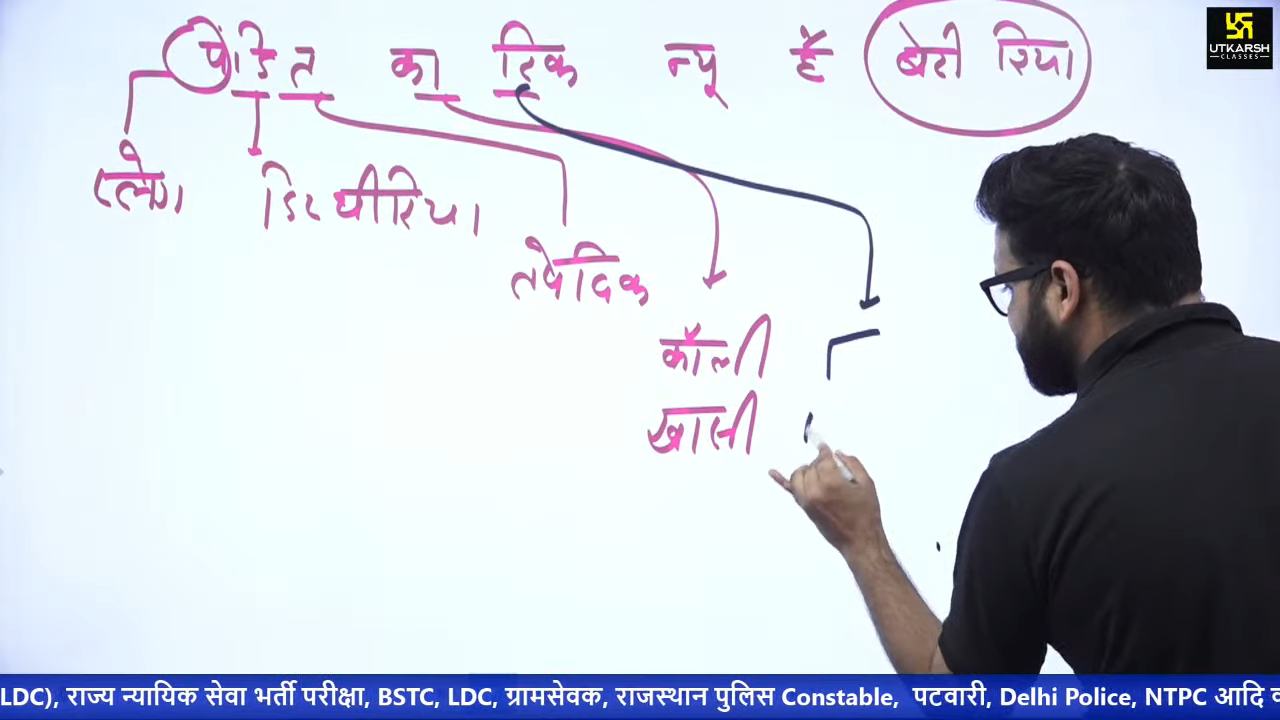 पंडित का ट्रिक न्यू है बेटी रिया
UTKARSH
CLASSES
प्लेग
डिप्थीरिया
तपेदिक
कॉली
खासी
LDC), राज्य न्यायिक सेवा भर्ती परीक्षा, BSTC, LDC, ग्रामसेवक, राजस्थान पुलिस Constable, पटवारी, Delhi Police, NTPC आदि